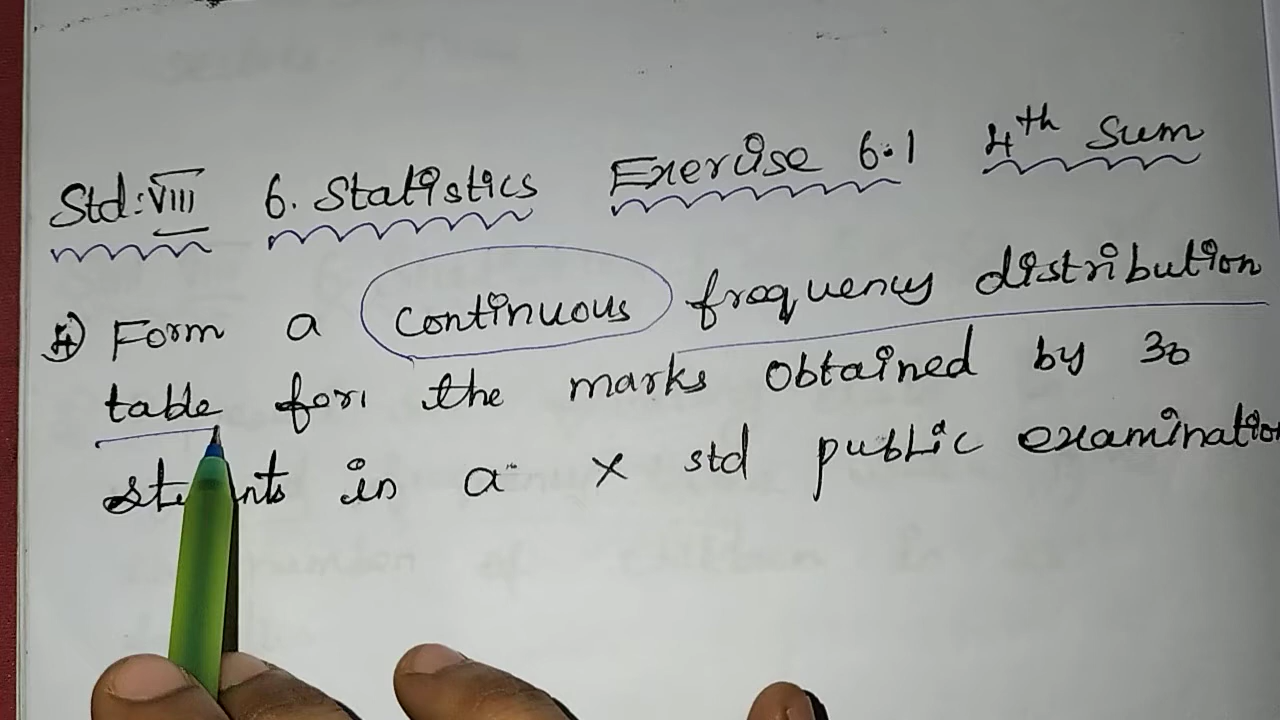 Std: VIII 6. Statistics Exercise 6.1 4th Sum
4) Form a continuous frequency distribution
table for the marks obtained by 30
in a X std public examination